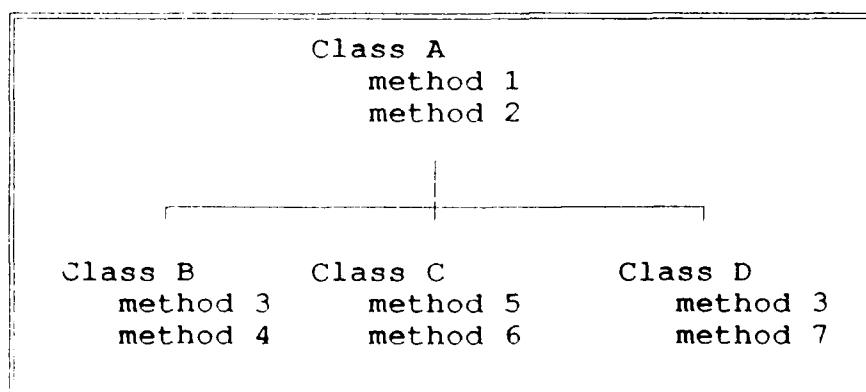 Class A
method 1
method 2
Class B Class C Class D
method 3 method 5 method 3
method 4 method 6 method 7